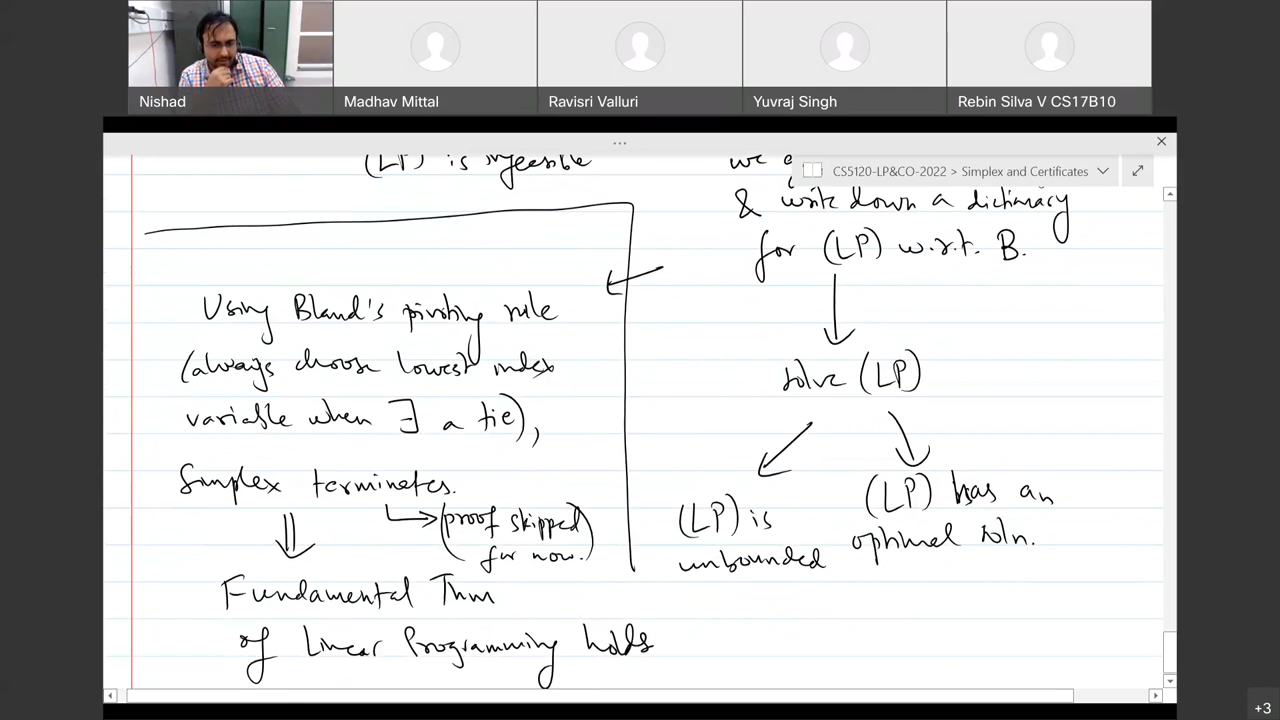 Nishad
Madhav Mittal
Ravisri Valluri
Yuvraj Singh
Rebin Silva V CS17B10
CS5120-LP&CO-2022 > Simplex and Certificates
(LP) is infeasible
we
& write down a dictionary
for (LP) w.r.t. B.
solve (LP)
(LP) is
unbounded
(LP) has an
optimal soln.
Using Bland's pivoting rule
(always choose lowest index
variable when ∃ a tie),
Simplex terminates.
(proof skipped
for now.)
Fundamental Thm
of Linear Programming holds
+3